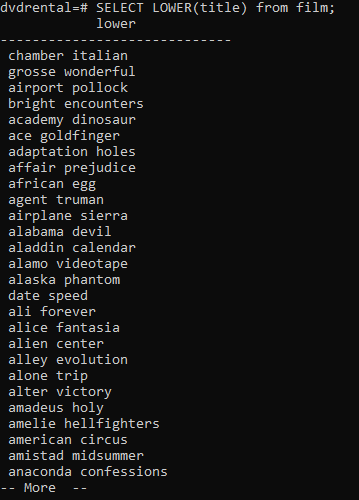 dvdrental=# SELECT LOWER(title) from film;
lower
-----------------------------
chamber italian
grosse wonderful
airport pollock
bright encounters
academy dinosaur
ace goldfinger
adaptation holes
affair prejudice
african egg
agent truman
airplane sierra
alabama devil
aladdin calendar
alamo videotape
alaska phantom
date speed
ali forever
alice fantasia
alien center
alley evolution
alone trip
alter victory
amadeus holy
amelie hellfighters
american circus
amistad midsummer
anaconda confessions
-- More  --